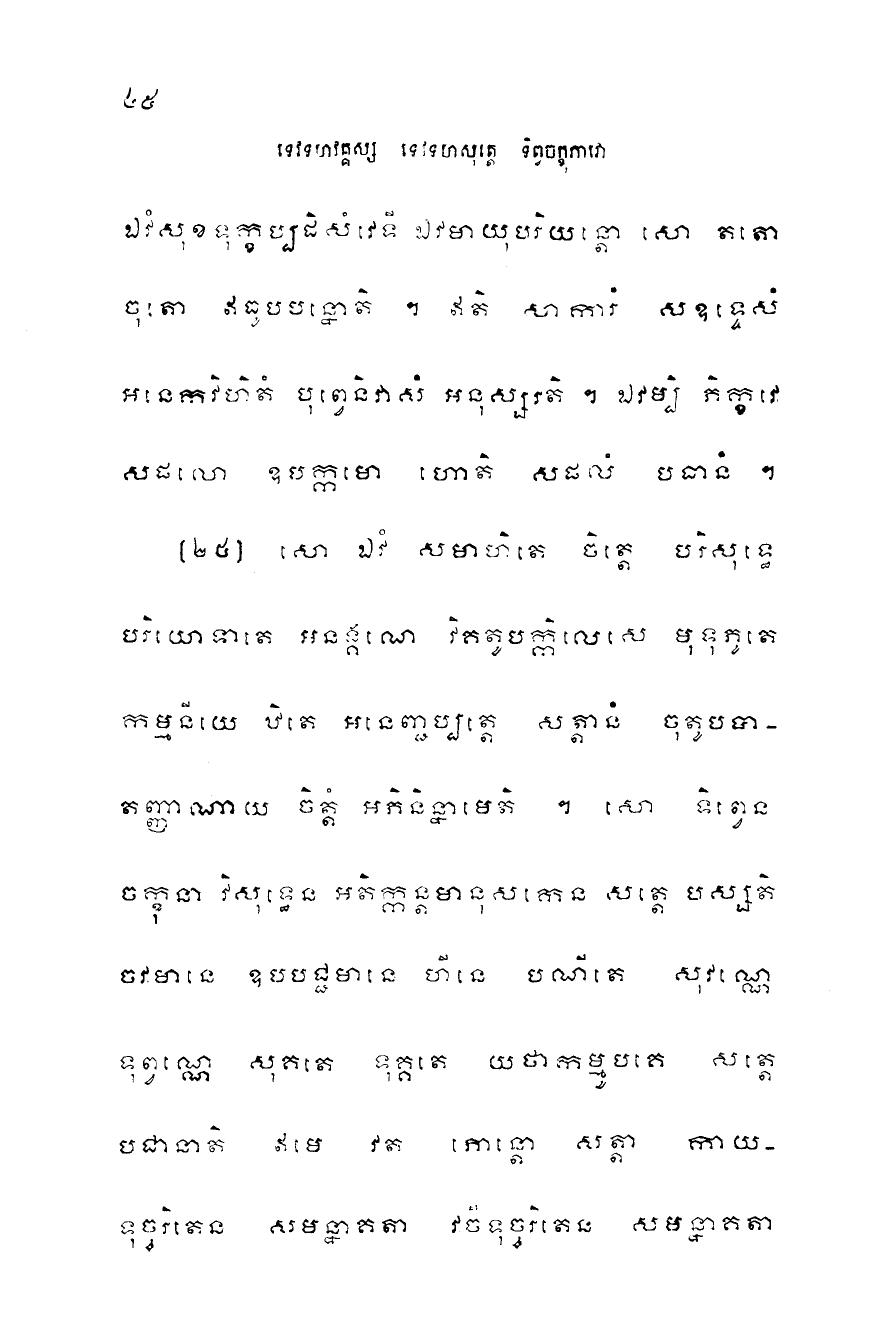 ៤៥
ទេវទហវគ្គស្ស ទេវទហសុត្តេ ទិព្វចក្ខុភាវោ
ឯវំសុខទុក្ខប្បដិសំវេទី ឯវមាយុបរិយន្តោ សោ តតោ
ចុតោ ឥធូបបន្នោតិ ។ ឥតិ សាការំ សឧទ្ទេសំ
អនេកវិហិតំ បុព្វេនិវាសំ អនុស្សរតិ ។ ឯវម្បិ ភិក្ខវេ
សផលោ ឧបក្កមោ ហោតិ សផលំ បធានំ ។
(២៥) សោ ឯវំ សមាហិតេ ចិត្តេ បរិសុទ្ធេ
បរិយោទាតេ អនង្គណេ វិគតូបក្កិលេសេ មុទុភូតេ
កម្មនីយេ ឋិតេ អនេញ្ជប្បត្តេ សត្តានំ ចុតូបបា-
តញ្ញាណាយ ចិត្តំ អភិនិន្នាមេតិ ។ សោ ទិព្វេន
ចក្ខុនា វិសុទ្ធេន អតិក្កន្តមានុសកេន សត្តេ បស្សតិ
ចវមានេ ឧបបជ្ជមានេ ហីនេ បណីតេ សុវណ្ណេ
ទុព្វណ្ណេ សុគតេ ទុគ្គតេ យថាកម្មូបគេ សត្តេ
បជានាតិ ឥមេ វត ភោន្តោ សត្តា កាយ-
ទុច្ចរិតេន សមន្នាគតា វចីទុច្ចរិតេន សមន្នាគតា